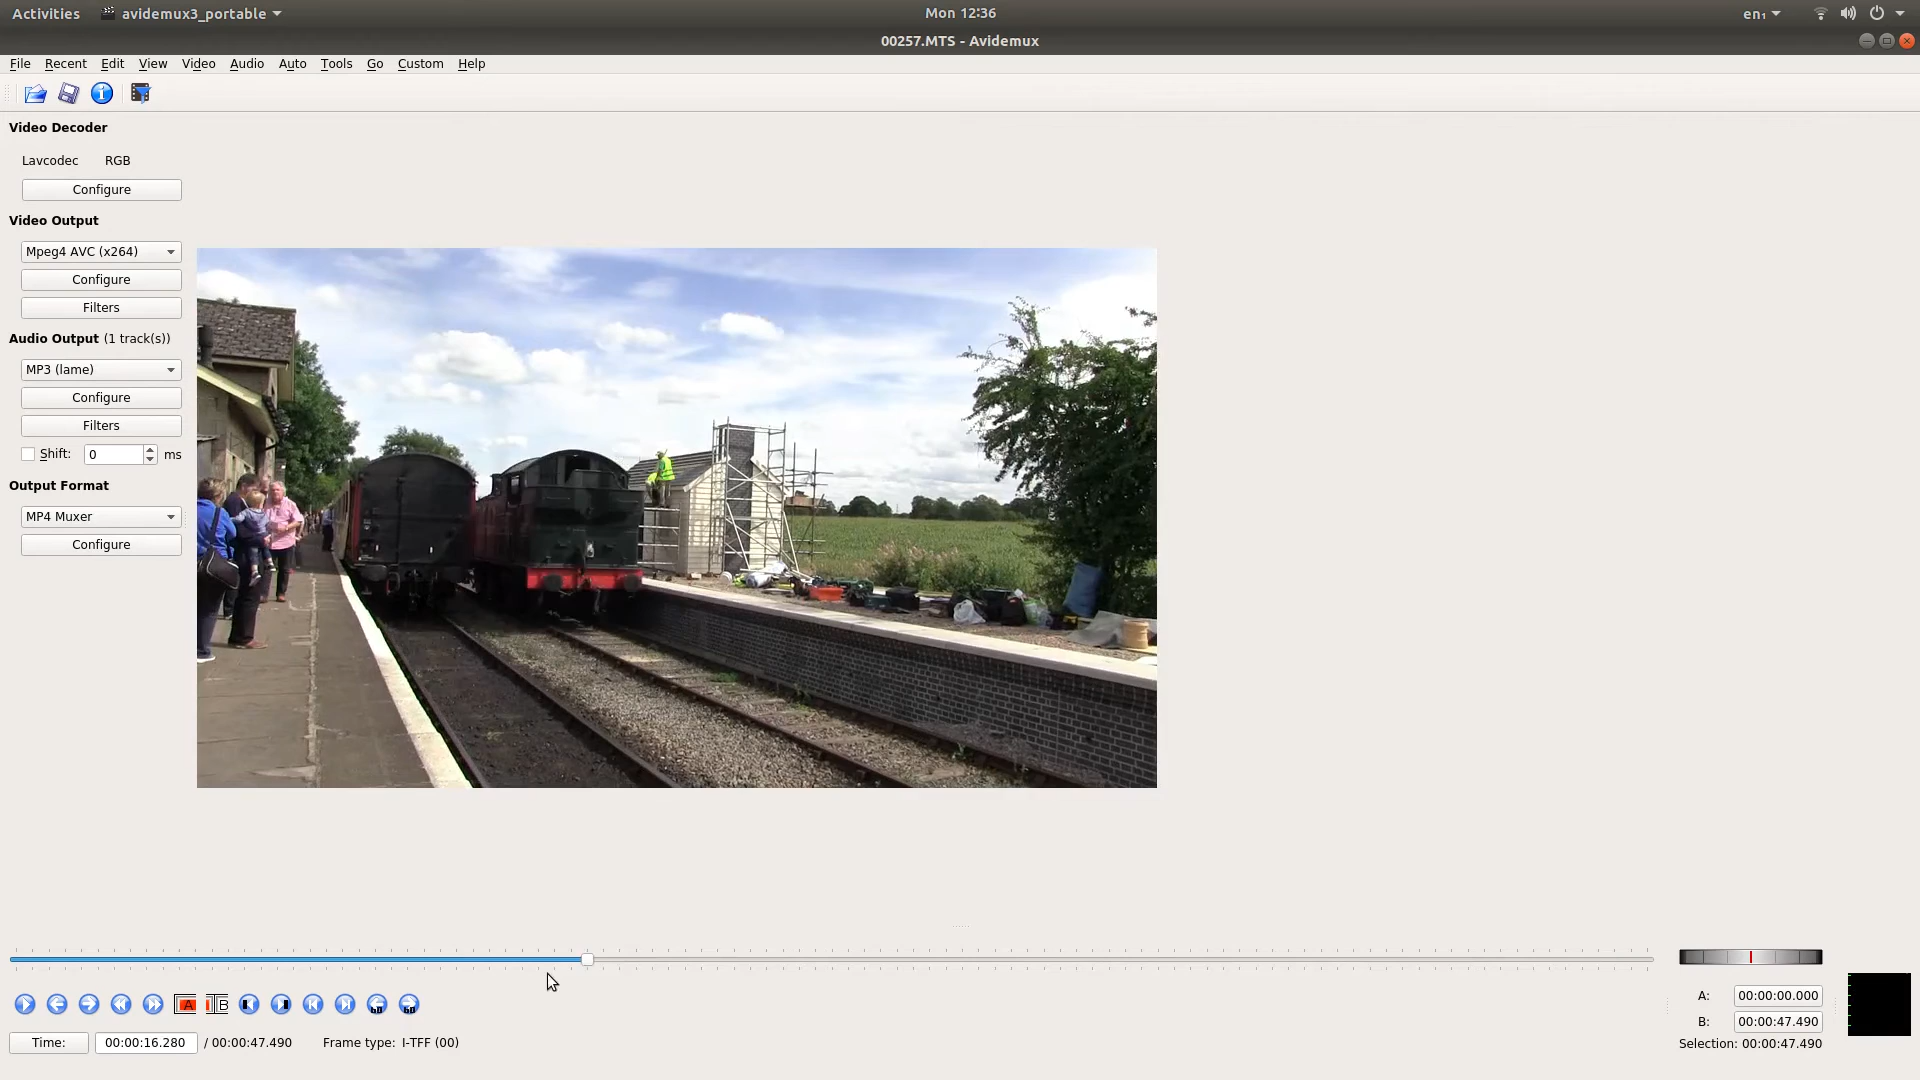 Activities avidemux3_portable Mon 12:36 en₁
00257.MTS - Avidemux
File Recent Edit View Video Audio Auto Tools Go Custom Help
Video Decoder
Lavcodec RGB
Configure
Video Output
Mpeg4 AVC (x264)
Configure
Filters
Audio Output (1 track(s))
MP3 (lame)
Configure
Filters
Shift: 0 ms
Output Format
MP4 Muxer
Configure
A B 60 60
A: 00:00:00.000
B: 00:00:47.490
Time: 00:00:16.280 / 00:00:47.490 Frame type: I-TFF (00)
Selection: 00:00:47.490